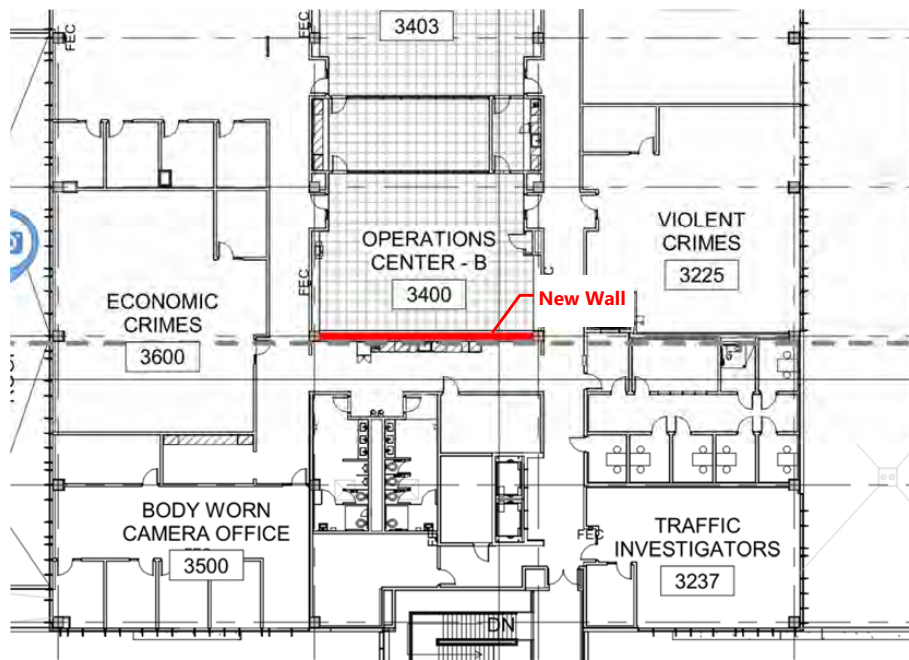 FEC
FEC
3403
OPERATIONS
CENTER - B
3400
FEC
VIOLENT
CRIMES
3225
New Wall
ECONOMIC
CRIMES
3600
BODY WORN
CAMERA OFFICE
3500
TRAFFIC
INVESTIGATORS
3237
FEC
DN